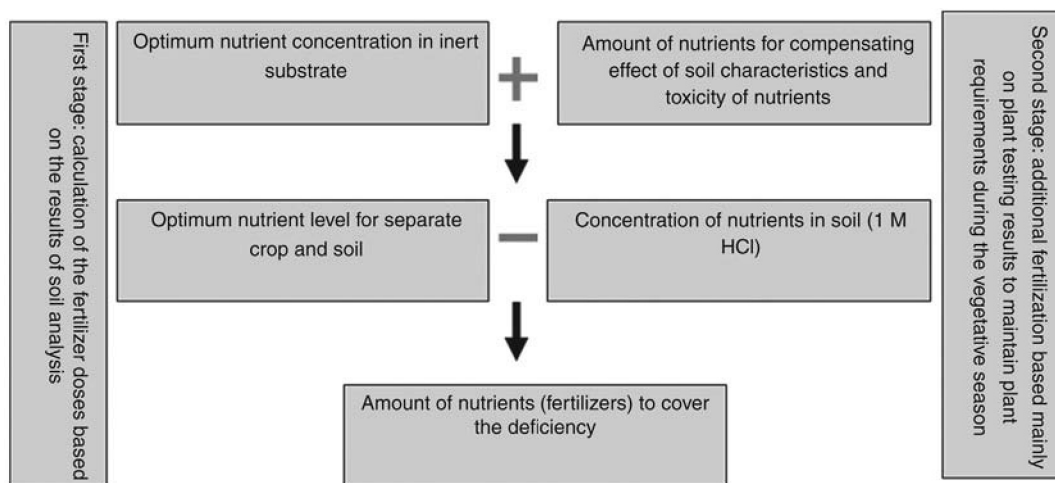 First stage: calculation of the fertilizer doses based
on the results of soil analysis
Optimum nutrient concentration in inert
substrate
+
Amount of nutrients for compensating
effect of soil characteristics and
toxicity of nutrients
Optimum nutrient level for separate
crop and soil
−
Concentration of nutrients in soil (1 M
HCl)
Amount of nutrients (fertilizers) to cover
the deficiency
Second stage: additional fertilization based mainly
on plant testing results to maintain plant
requirements during the vegetative season